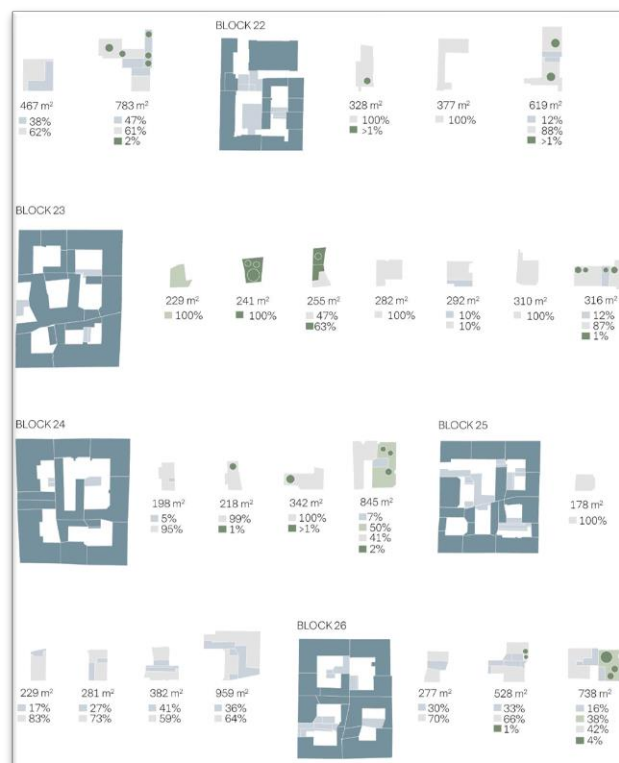 BLOCK 22
467 m²
38%
62%
783 m²
47%
61%
2%
328 m²
100%
>1%
377 m²
100%
619 m²
12%
88%
>1%
BLOCK 23
229 m²
100%
241 m²
100%
255 m²
47%
63%
282 m²
100%
292 m²
10%
10%
310 m²
100%
316 m²
12%
87%
1%
BLOCK 24
198 m²
5%
95%
218 m²
99%
1%
342 m²
100%
>1%
845 m²
7%
50%
41%
2%
BLOCK 25
178 m²
100%
229 m²
17%
83%
281 m²
27%
73%
382 m²
41%
59%
959 m²
36%
64%
BLOCK 26
277 m²
30%
70%
528 m²
33%
66%
1%
738 m²
16%
38%
42%
4%